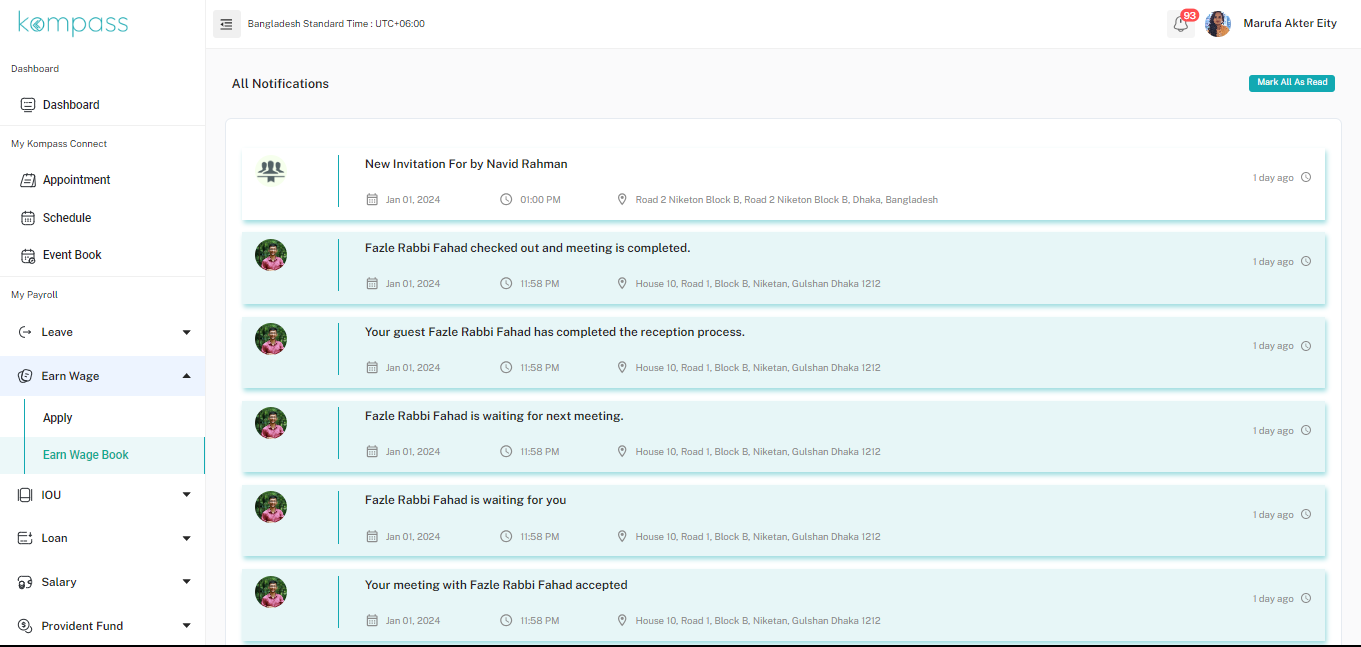 kompass
Bangladesh Standard Time : UTC+06:00
93
Marufa Akter Eity
Dashboard
Dashboard
My Kompass Connect
Appointment
Schedule
Event Book
My Payroll
Leave
Earn Wage
Apply
Earn Wage Book
IOU
Loan
Salary
Provident Fund
All Notifications
Mark All As Read
New Invitation For by Navid Rahman
1 day ago
Jan 01, 2024 01:00 PM Road 2 Niketon Block B, Road 2 Niketon Block B, Dhaka, Bangladesh
Fazle Rabbi Fahad checked out and meeting is completed.
1 day ago
Jan 01, 2024 11:58 PM House 10, Road 1, Block B, Niketan, Gulshan Dhaka 1212
Your guest Fazle Rabbi Fahad has completed the reception process.
1 day ago
Jan 01, 2024 11:58 PM House 10, Road 1, Block B, Niketan, Gulshan Dhaka 1212
Fazle Rabbi Fahad is waiting for next meeting.
1 day ago
Jan 01, 2024 11:58 PM House 10, Road 1, Block B, Niketan, Gulshan Dhaka 1212
Fazle Rabbi Fahad is waiting for you
1 day ago
Jan 01, 2024 11:58 PM House 10, Road 1, Block B, Niketan, Gulshan Dhaka 1212
Your meeting with Fazle Rabbi Fahad accepted
1 day ago
Jan 01, 2024 11:58 PM House 10, Road 1, Block B, Niketan, Gulshan Dhaka 1212